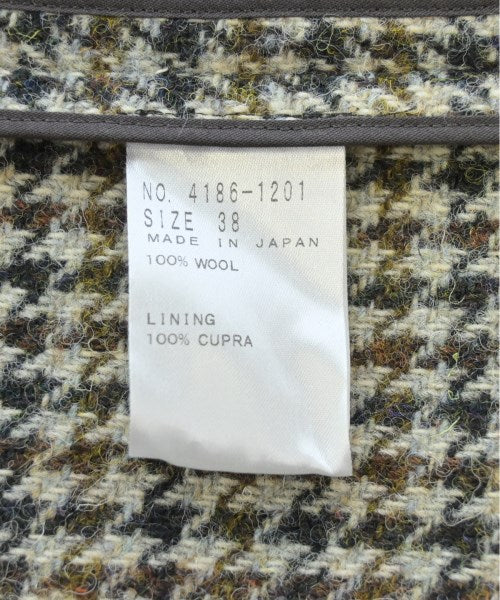 NO. 4186-1201
SIZE 38
MADE IN JAPAN
100% WOOL
LINING
100% CUPRA